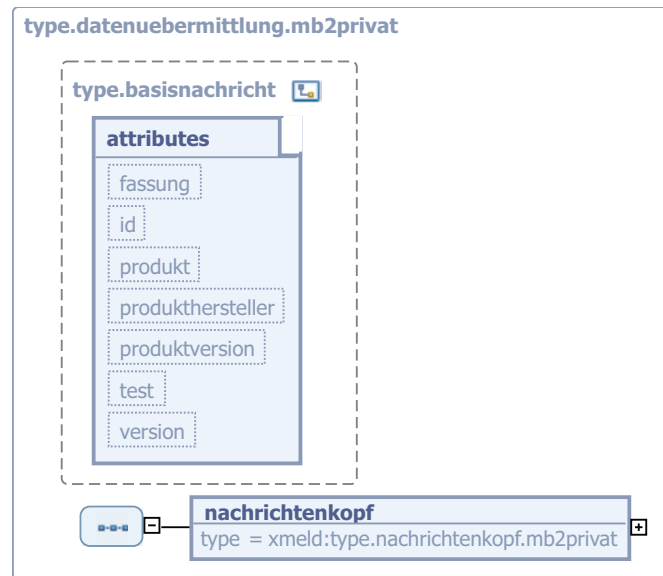 type.datenuebermittlung.mb2privat
type.basisnachricht
attributes
fassung
id
produkt
produkthersteller
produktversion
test
version
nachrichtenkopf
type = xmeld:type.nachrichtenkopf.mb2privat